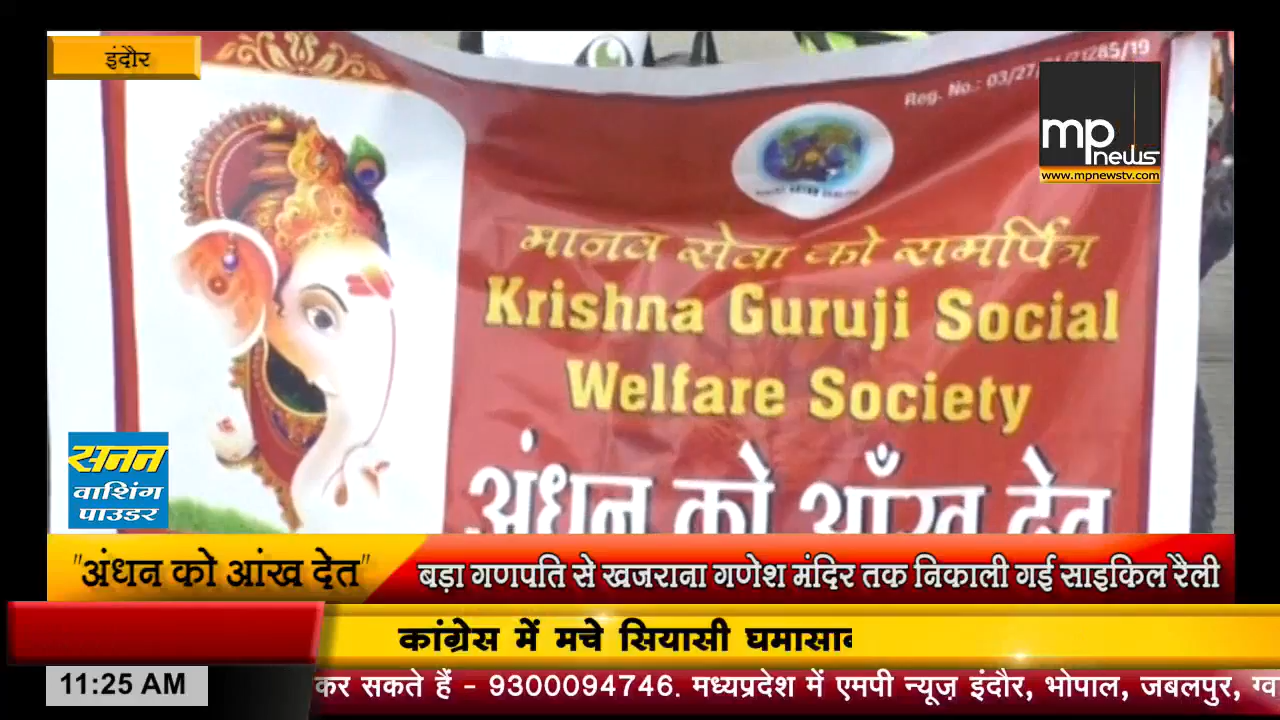 इंदौर
Reg. No.: 03/27/
285/19
mp
news
www.mpnewstv.com
मानव सेवा को समर्पित
Krishna Guruji Social
Welfare Society
अंधन को आँख देत
सनन
वाशिंग
पाउडर
"अंधन को आंख देत"
बड़ा गणपति से खजराना गणेश मंदिर तक निकाली गई साइकिल रैली
कांग्रेस में मचे सियासी
11:25 AM
कर सकते हैं - 9300094746. मध्यप्रदेश में एमपी न्यूज़ इंदौर, भोपाल, जबलपुर,